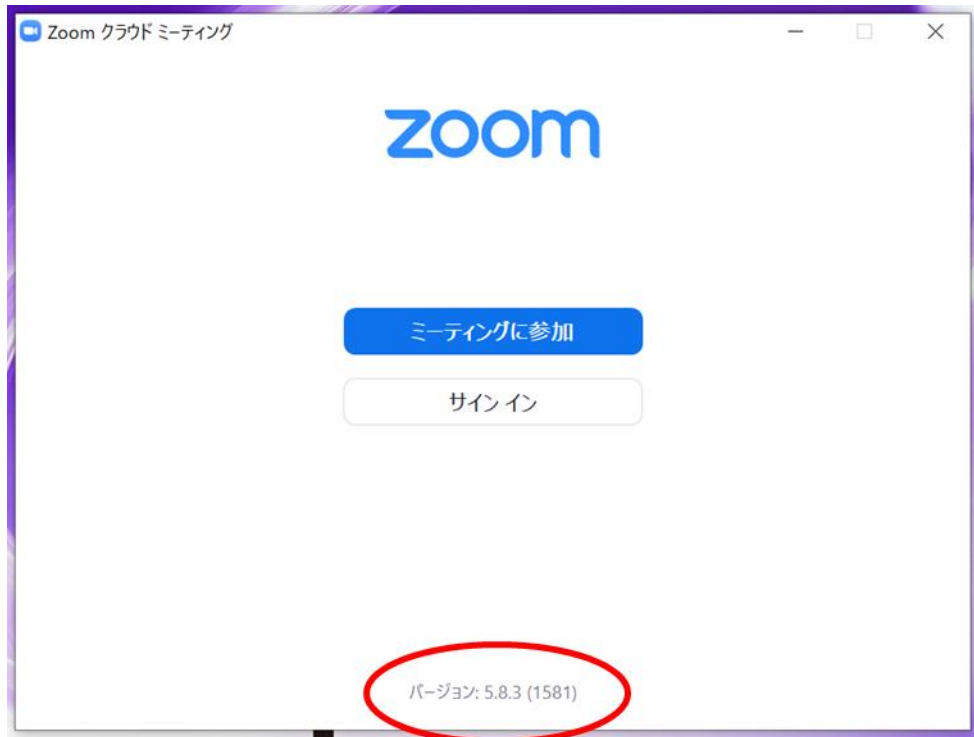 Zoom クラウド ミーティング
zoom
ミーティングに参加
サイン イン
バージョン: 5.8.3 (1581)